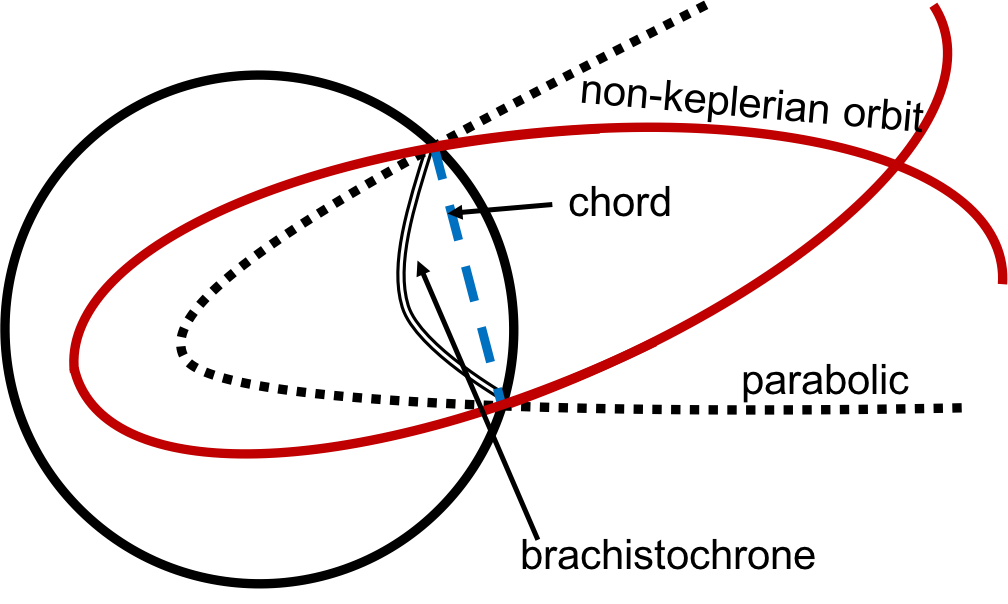 non-keplerian orbit
chord
parabolic
brachistochrone